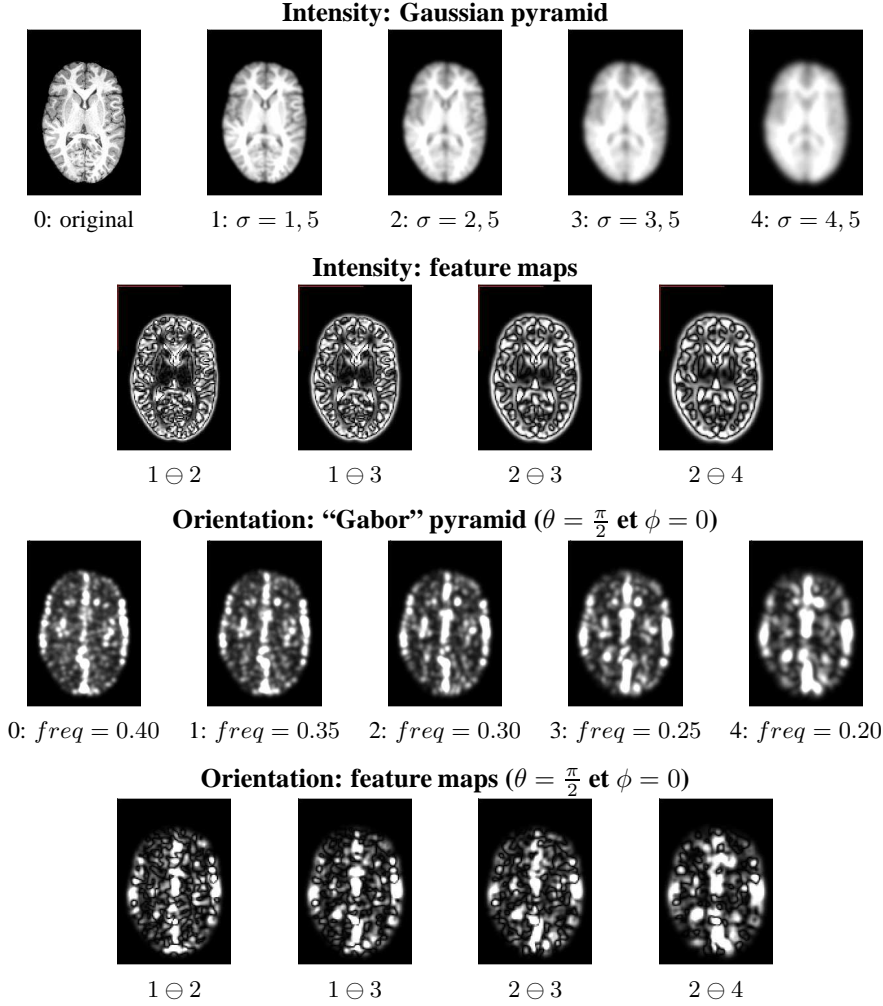 Intensity: Gaussian pyramid
0: original 1: σ = 1, 5 2: σ = 2, 5 3: σ = 3, 5 4: σ = 4, 5
Intensity: feature maps
1 ⊖ 2 1 ⊖ 3 2 ⊖ 3 2 ⊖ 4
Orientation: “Gabor” pyramid (θ = π/2 et ϕ = 0)
0: freq = 0.40 1: freq = 0.35 2: freq = 0.30 3: freq = 0.25 4: freq = 0.20
Orientation: feature maps (θ = π/2 et ϕ = 0)
1 ⊖ 2 1 ⊖ 3 2 ⊖ 3 2 ⊖ 4